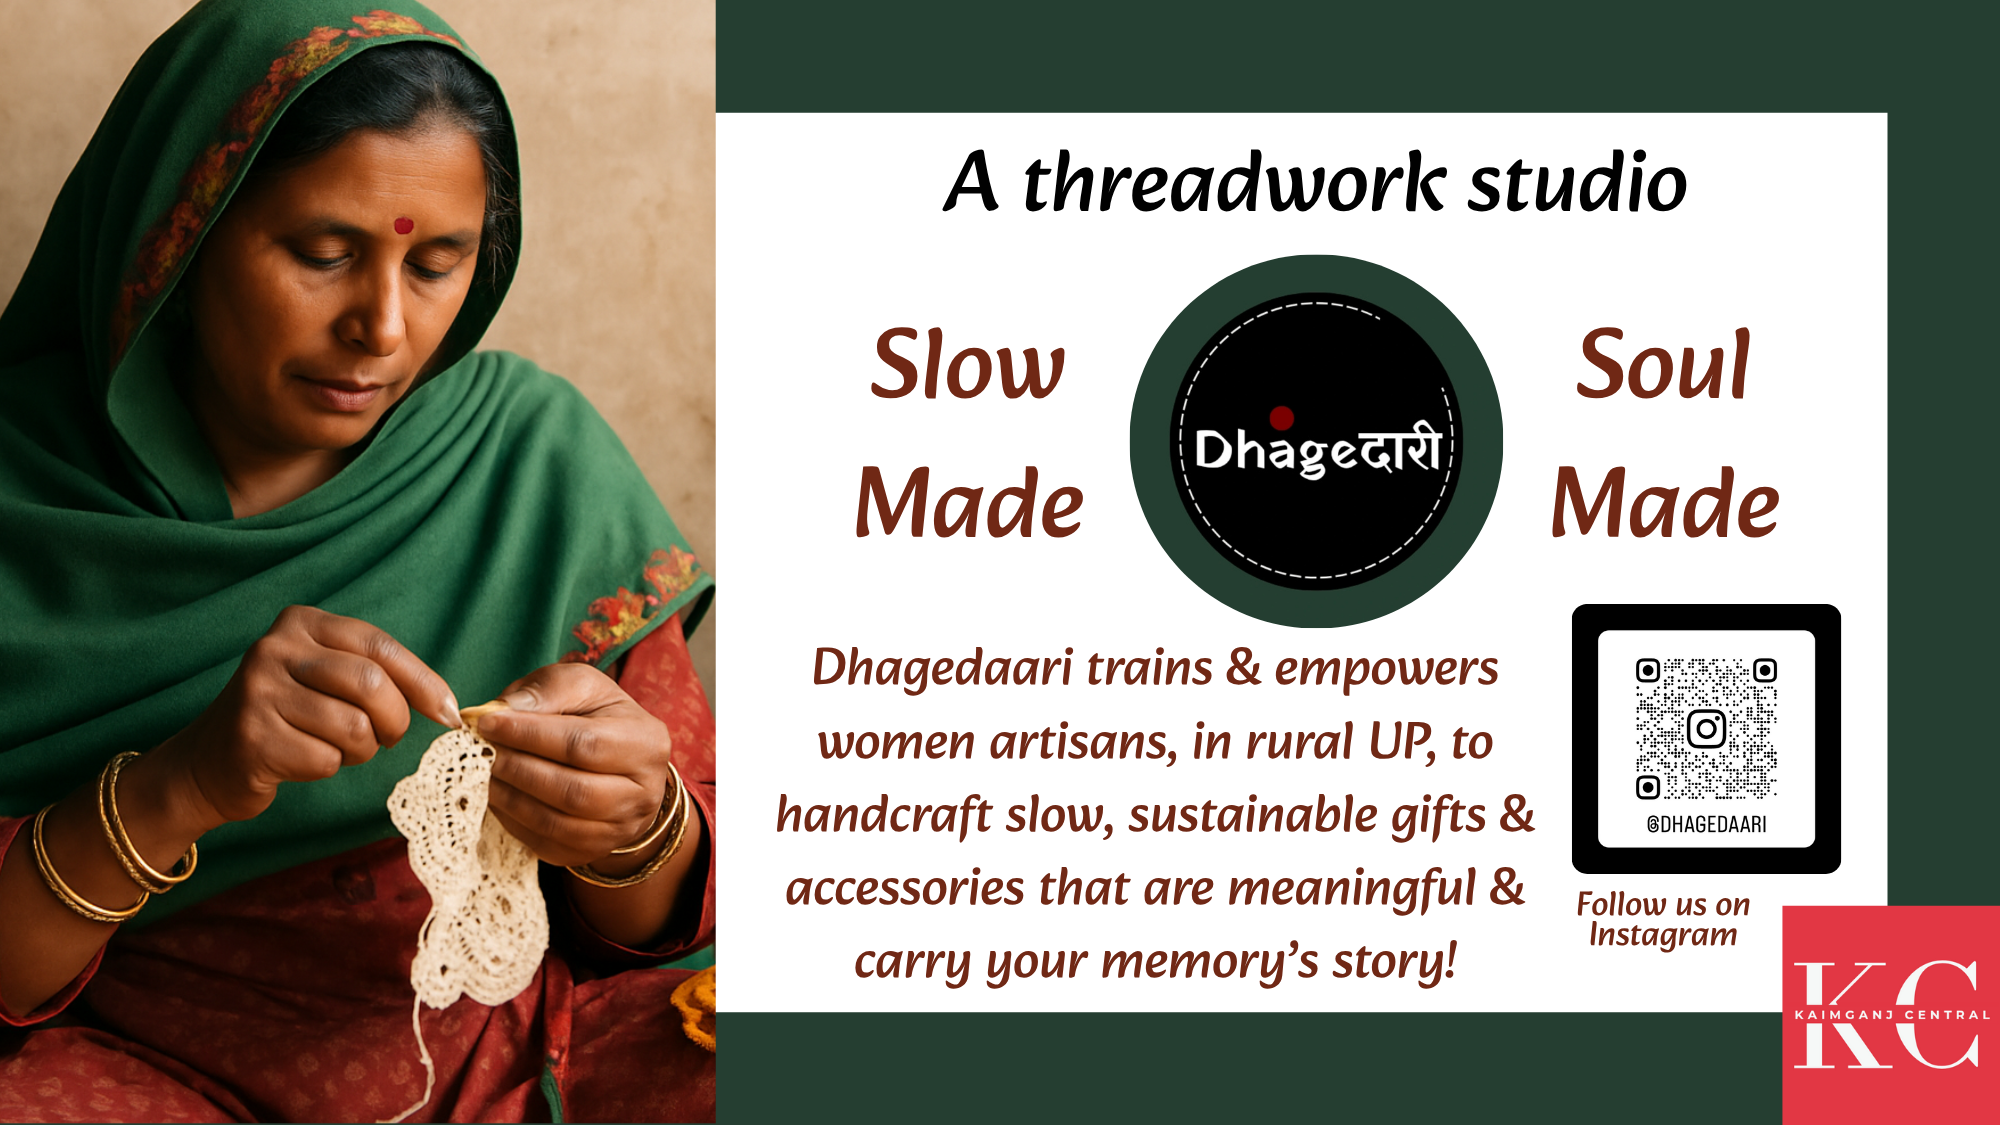 A threadwork studio
Slow
Made
Dhageदारी
Soul
Made
Dhagedaari trains & empowers
women artisans, in rural UP, to
handcraft slow, sustainable gifts &
accessories that are meaningful &
carry your memory’s story!
@DHAGEDAARI
Follow us on
Instagram
KC
KAIMGANJ CENTRAL